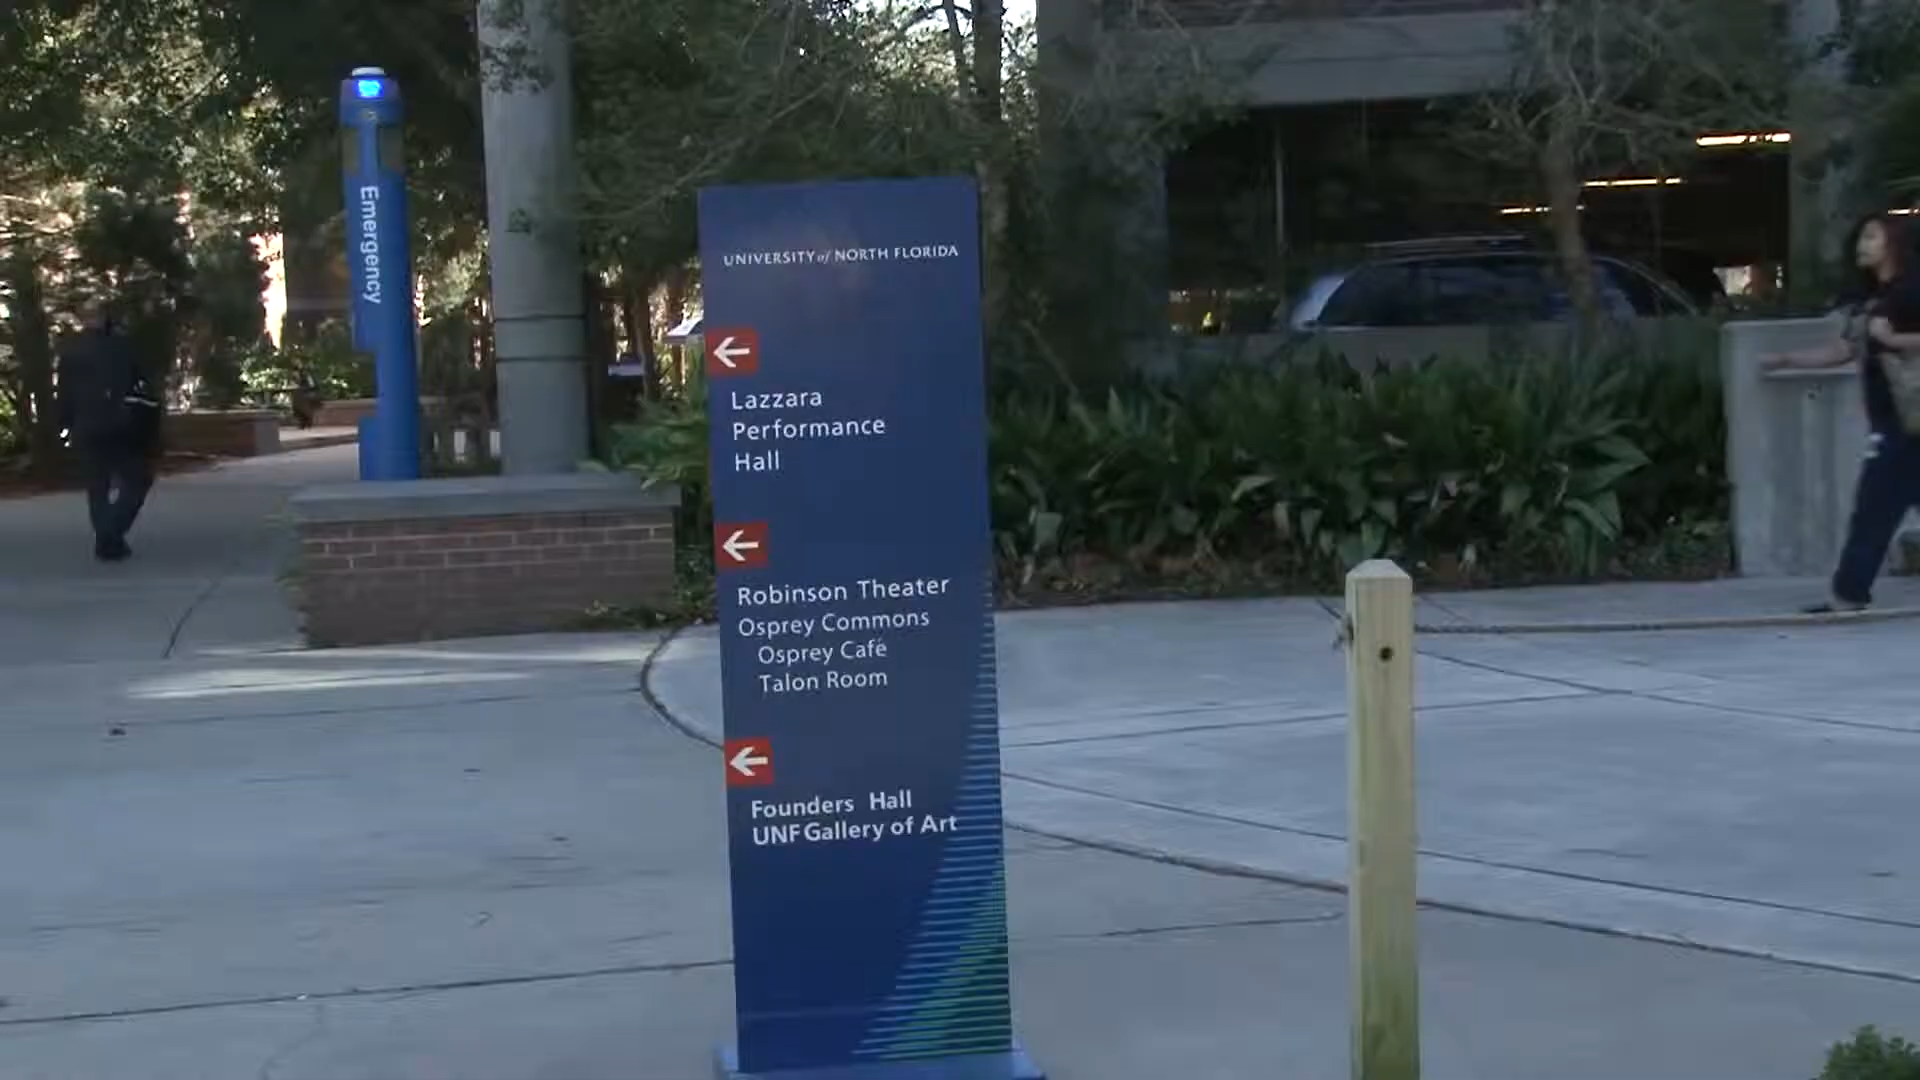 Emergency
UNIVERSITY of NORTH FLORIDA
Lazzara
Performance
Hall
Robinson Theater
Osprey Commons
Osprey Café
Talon Room
Founders Hall
UNF Gallery of Art